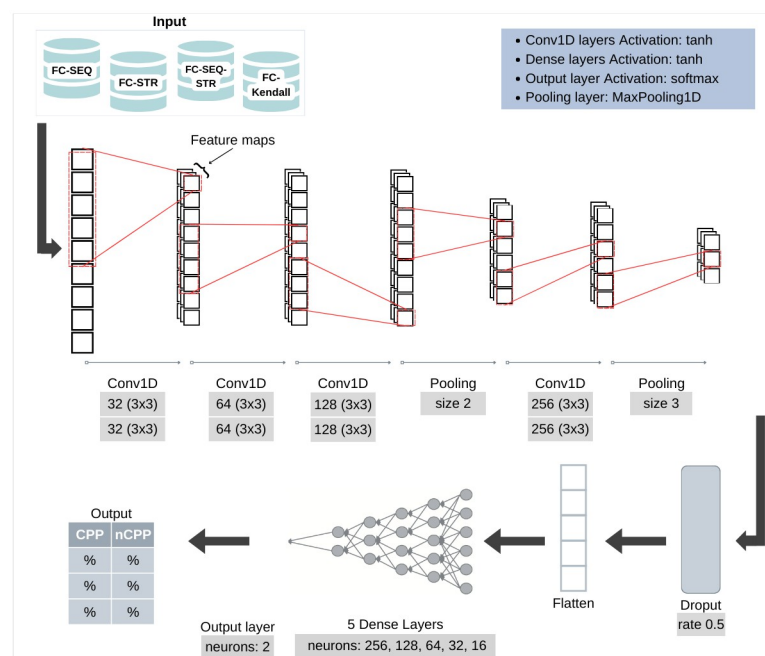 Input
FC-SEQ
FC-STR
FC-SEQ-
STR
FC-
Kendall
• Conv1D layers Activation: tanh
• Dense layers Activation: tanh
• Output layer Activation: softmax
• Pooling layer: MaxPooling1D
Feature maps
Conv1D
32 (3x3)
32 (3x3)
Conv1D
64 (3x3)
64 (3x3)
Conv1D
128 (3x3)
128 (3x3)
Pooling
size 2
Conv1D
256 (3x3)
256 (3x3)
Pooling
size 3
Droput
rate 0.5
Flatten
5 Dense Layers
neurons: 256, 128, 64, 32, 16
Output layer
neurons: 2
Output
CPP nCPP
% %
% %
% %